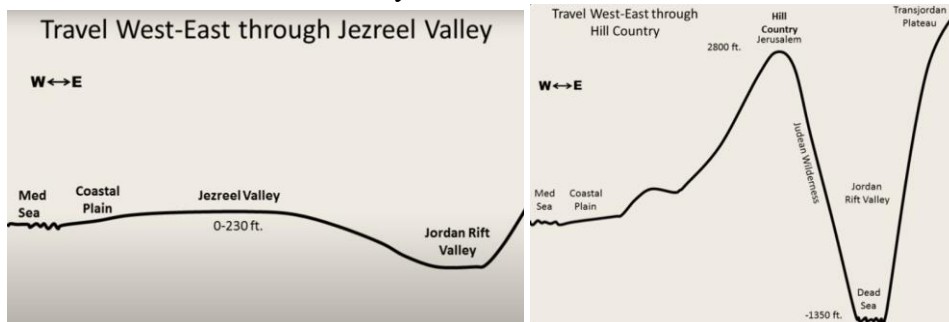 Travel West-East through Jezreel Valley
W↔E
Med
Sea
Coastal
Plain
Jezreel Valley
0-230 ft.
Jordan Rift
Valley
Travel West-East through
Hill Country
W↔E
Med
Sea
Coastal
Plain
2800 ft.
Hill
Country
Jerusalem
Judean Wilderness
Jordan
Rift Valley
Transjordan
Plateau
Dead
Sea
-1350 ft.